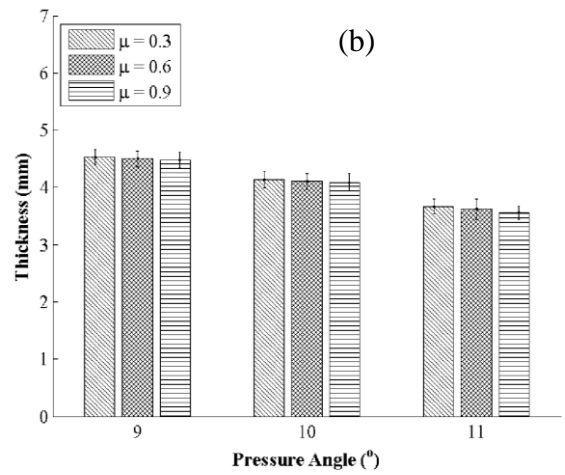 (b)
μ = 0.3
μ = 0.6
μ = 0.9
7
6
5
4
3
2
1
0
Thickness (mm)
9 10 11
Pressure Angle (⁰)